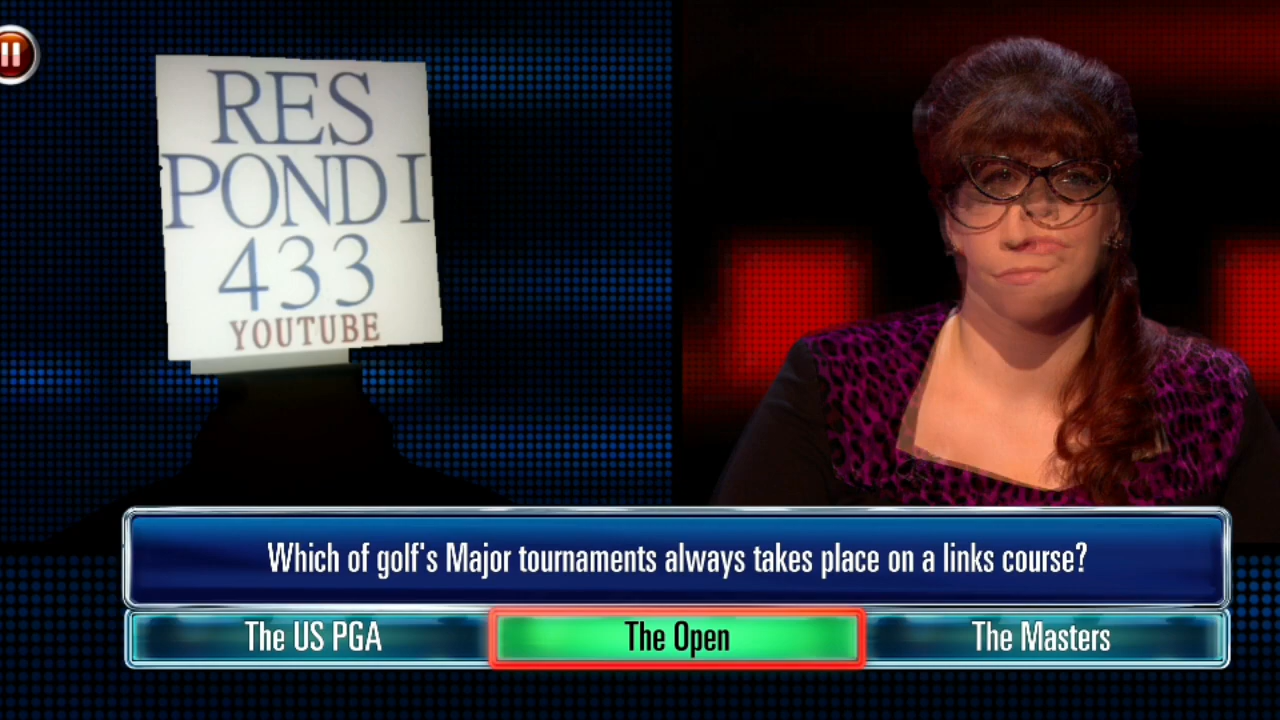 RES
POND I
433
YOUTUBE
Which of golf's Major tournaments always takes place on a links course?
The US PGA
The Open
The Masters